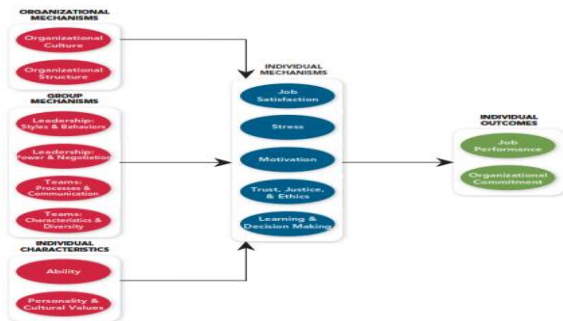 ORGANIZATIONAL
MECHANISMS
Organizational
Culture
Organizational
Structure
GROUP
MECHANISMS
Leadership:
Styles & Behaviors
Leadership:
Power & Negotiation
Teams:
Processes &
Communication
Teams:
Characteristics &
Diversity
INDIVIDUAL
CHARACTERISTICS
Ability
Personality &
Cultural Values
INDIVIDUAL
MECHANISMS
Job
Satisfaction
Stress
Motivation
Trust, Justice,
& Ethics
Learning &
Decision Making
INDIVIDUAL
OUTCOMES
Job
Performance
Organizational
Commitment